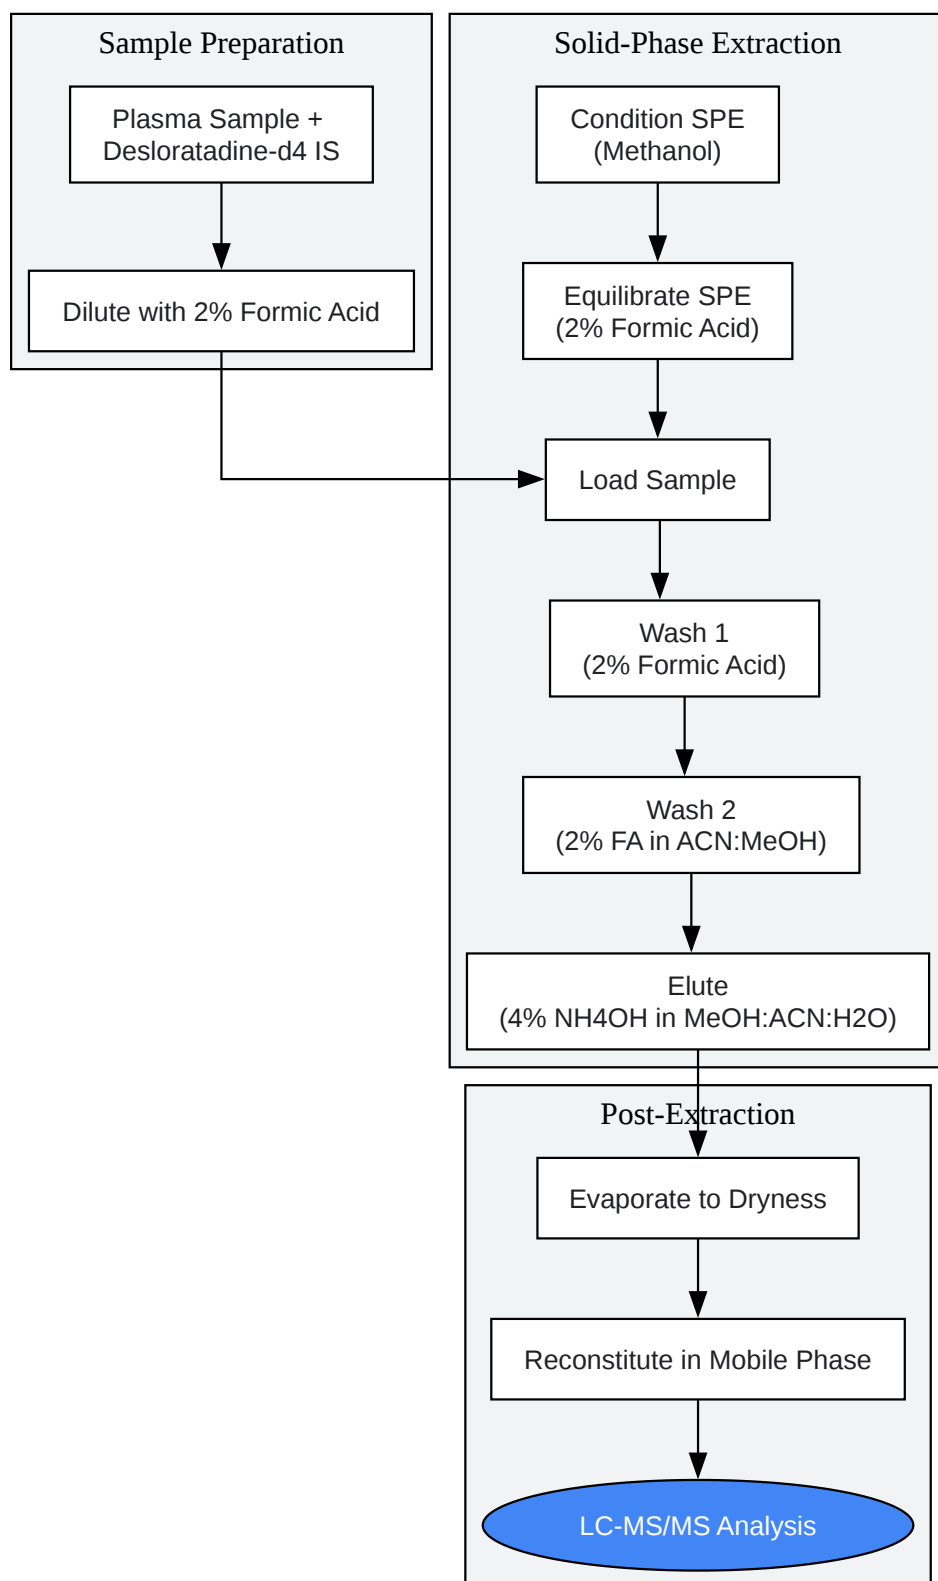 Sample Preparation
Plasma Sample +
Desloratadine-d4 IS
Dilute with 2% Formic Acid
Solid-Phase Extraction
Condition SPE
(Methanol)
Equilibrate SPE
(2% Formic Acid)
Load Sample
Wash 1
(2% Formic Acid)
Wash 2
(2% FA in ACN:MeOH)
Elute
(4% NH4OH in MeOH:ACN:H2O)
Post-Extraction
Evaporate to Dryness
Reconstitute in Mobile Phase
LC-MS/MS Analysis